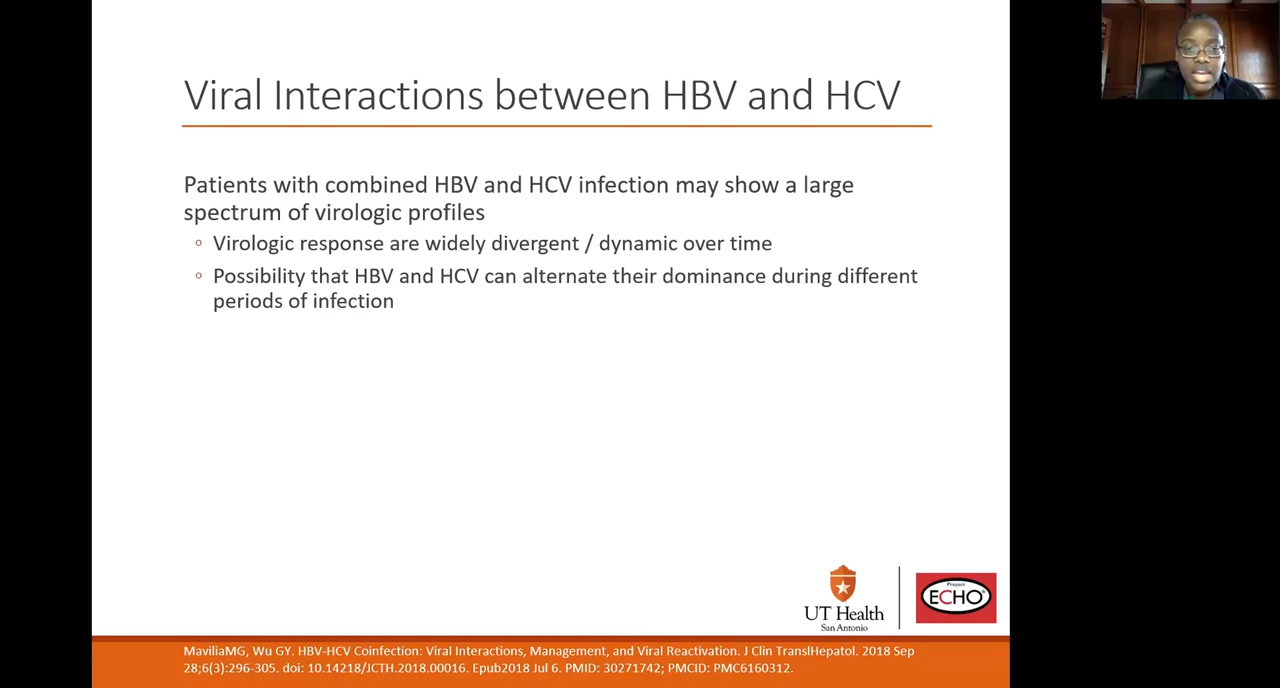 Viral Interactions between HBV and HCV
Patients with combined HBV and HCV infection may show a large
spectrum of virologic profiles
◦ Virologic response are widely divergent / dynamic over time
◦ Possibility that HBV and HCV can alternate their dominance during different
periods of infection
UT Health
San Antonio
Project
ECHO®
MaviliaMG, Wu GY. HBV-HCV Coinfection: Viral Interactions, Management, and Viral Reactivation. J Clin TranslHepatol. 2018 Sep
28;6(3):296-305. doi: 10.14218/JCTH.2018.00016. Epub2018 Jul 6. PMID: 30271742; PMCID: PMC6160312.